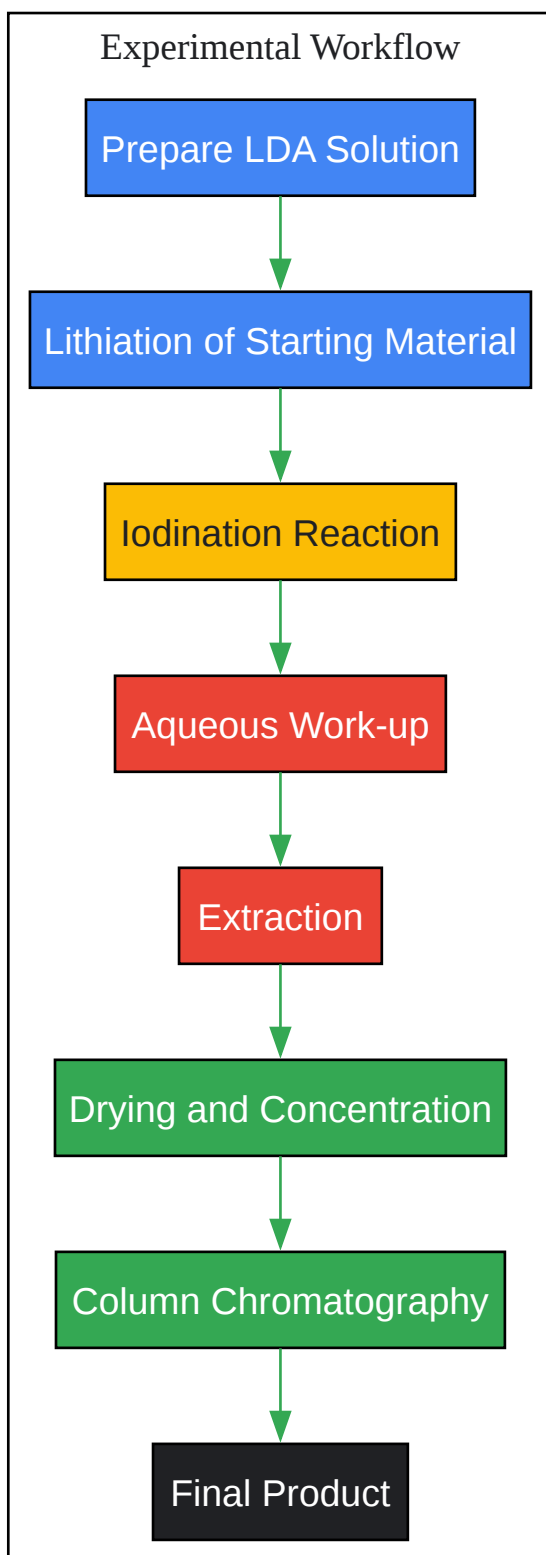 Experimental Workflow
Prepare LDA Solution
Lithiation of Starting Material
Iodination Reaction
Aqueous Work-up
Extraction
Drying and Concentration
Column Chromatography
Final Product